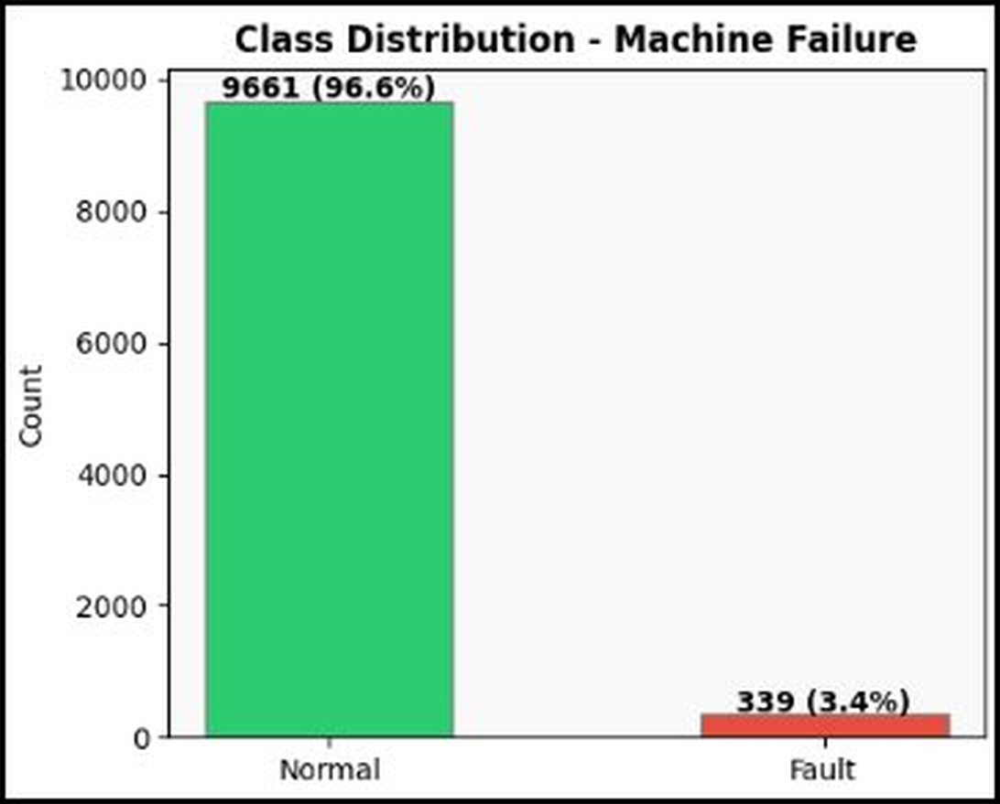 Class Distribution - Machine Failure
10000
9661 (96.6%)
8000
6000
Count
4000
2000
339 (3.4%)
0
Normal
Fault